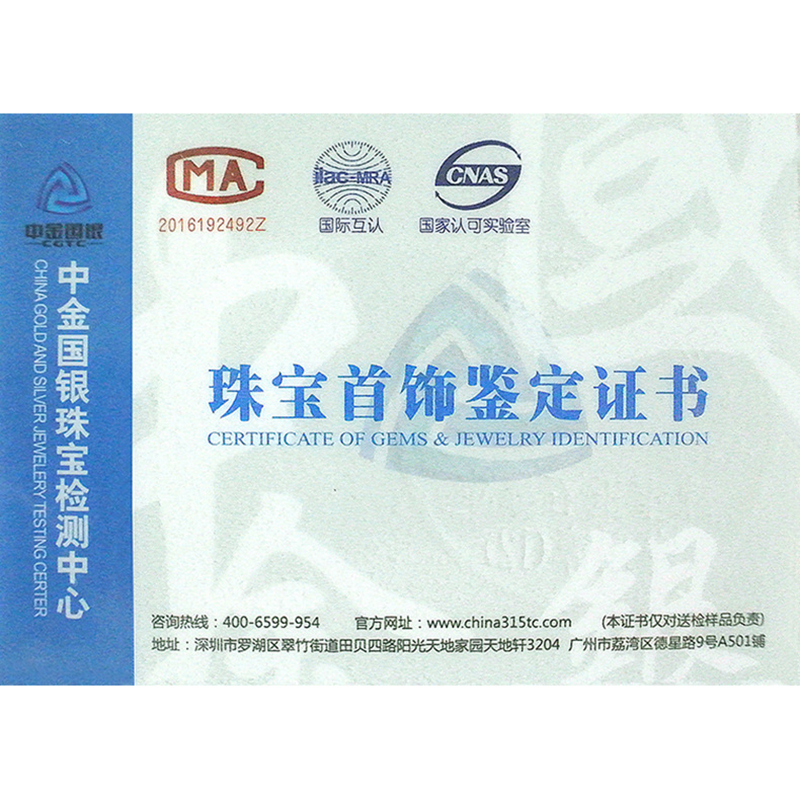 中金国银
CGTC
中金国银珠宝检测中心
CHINA GOLD AND SILVER JEWELERY TESTING CERTER
CMA
2016192492Z
ilac-MRA
国际互认
CNAS
国家认可实验室
珠宝首饰鉴定证书
CERTIFICATE OF GEMS & JEWELRY IDENTIFICATION
咨询热线：400-6599-954 官方网址：www.china315tc.com (本证书仅对送检样品负责)
地址：深圳市罗湖区翠竹街道田贝四路阳光天地家园天地轩3204 广州市荔湾区德星路9号A501铺